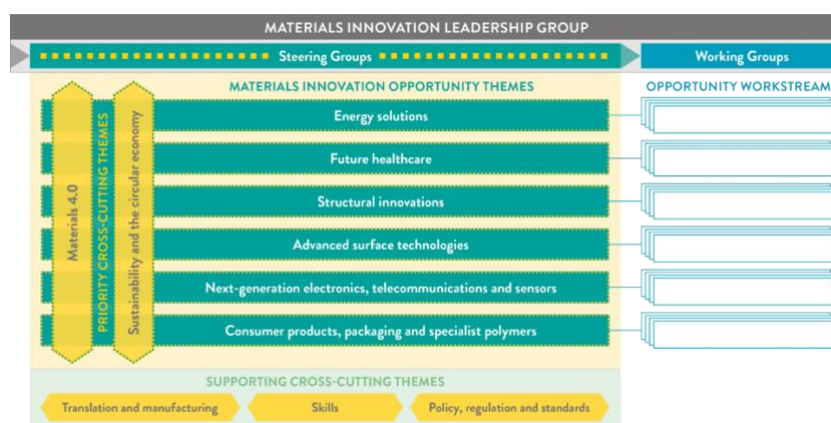 MATERIALS INNOVATION LEADERSHIP GROUP
Steering Groups
Working Groups
MATERIALS INNOVATION OPPORTUNITY THEMES
OPPORTUNITY WORKSTREAM
Materials 4.0
PRIORITY CROSS-CUTTING THEMES
Sustainability and the circular economy
Energy solutions
Future healthcare
Structural innovations
Advanced surface technologies
Next-generation electronics, telecommunications and sensors
Consumer products, packaging and specialist polymers
SUPPORTING CROSS-CUTTING THEMES
Translation and manufacturing
Skills
Policy, regulation and standards